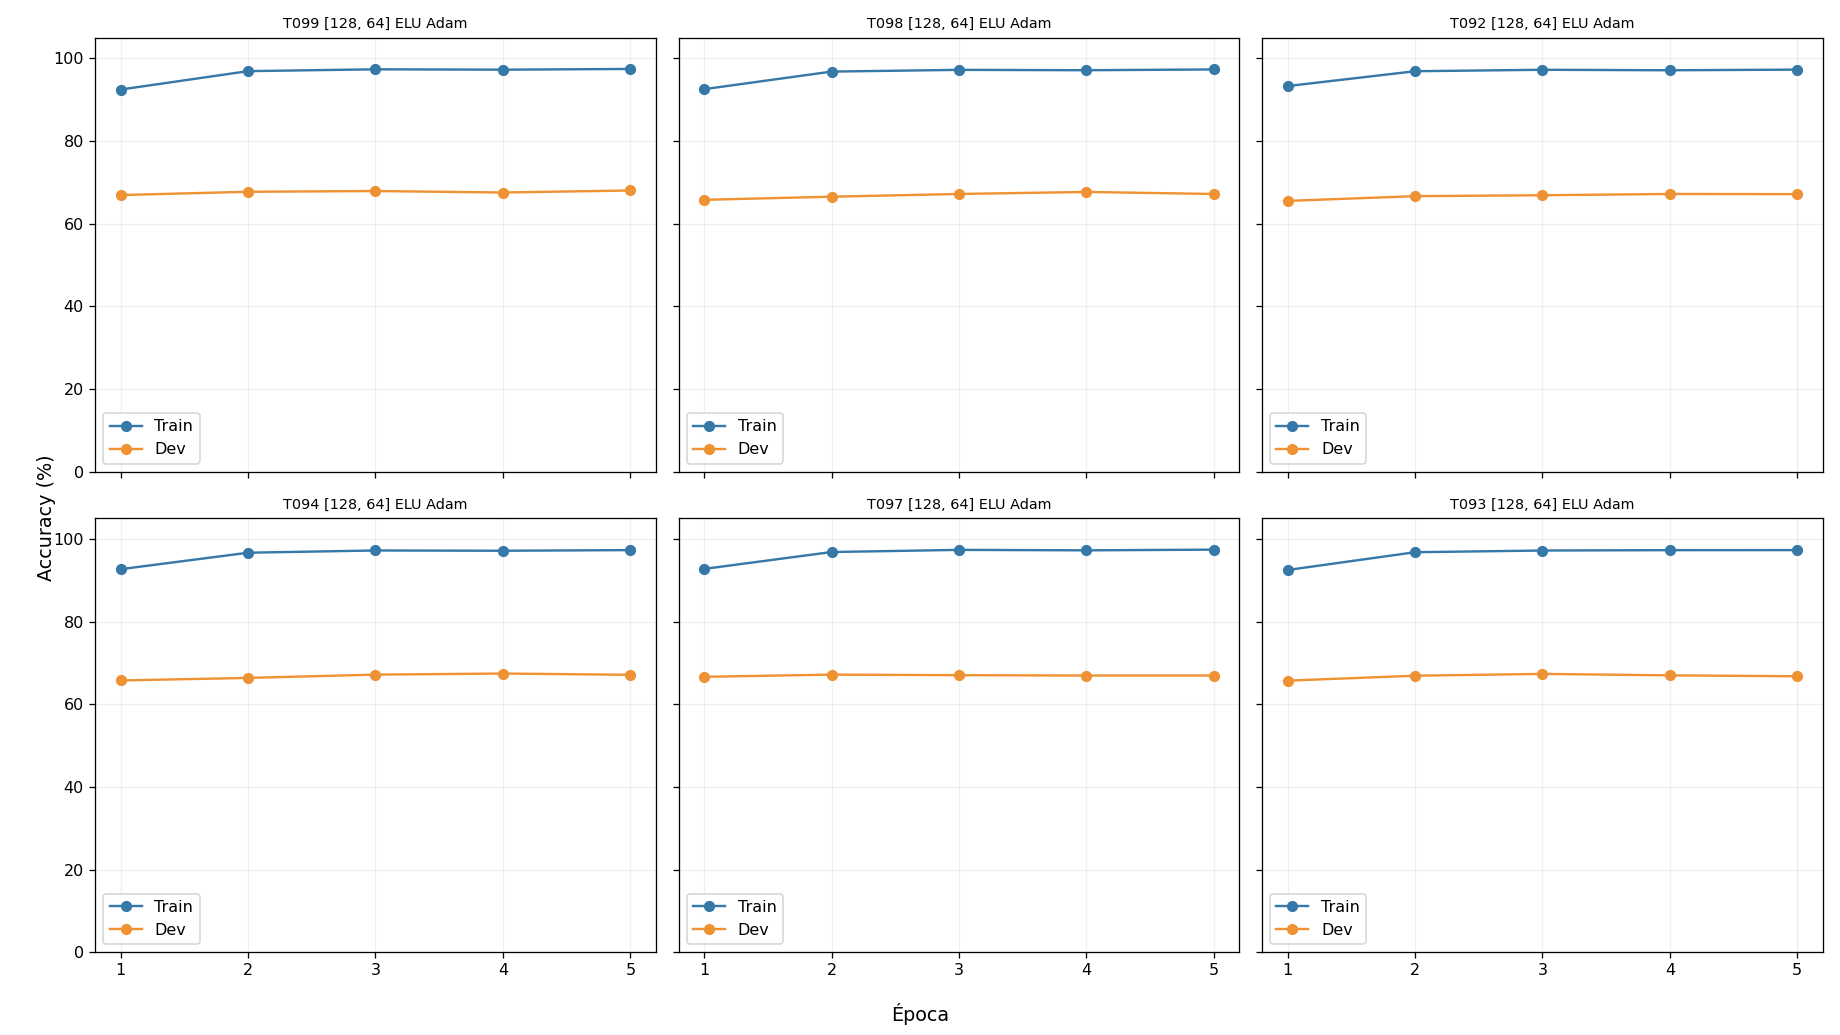 T099 [128, 64] ELU Adam
T098 [128, 64] ELU Adam
T092 [128, 64] ELU Adam
100
80
60
40
20
0
Train
Dev
Train
Dev
Train
Dev
Accuracy (%)
T094 [128, 64] ELU Adam
T097 [128, 64] ELU Adam
T093 [128, 64] ELU Adam
100
80
60
40
20
0
Train
Dev
Train
Dev
Train
Dev
1 2 3 4 5
1 2 3 4 5
1 2 3 4 5
Época